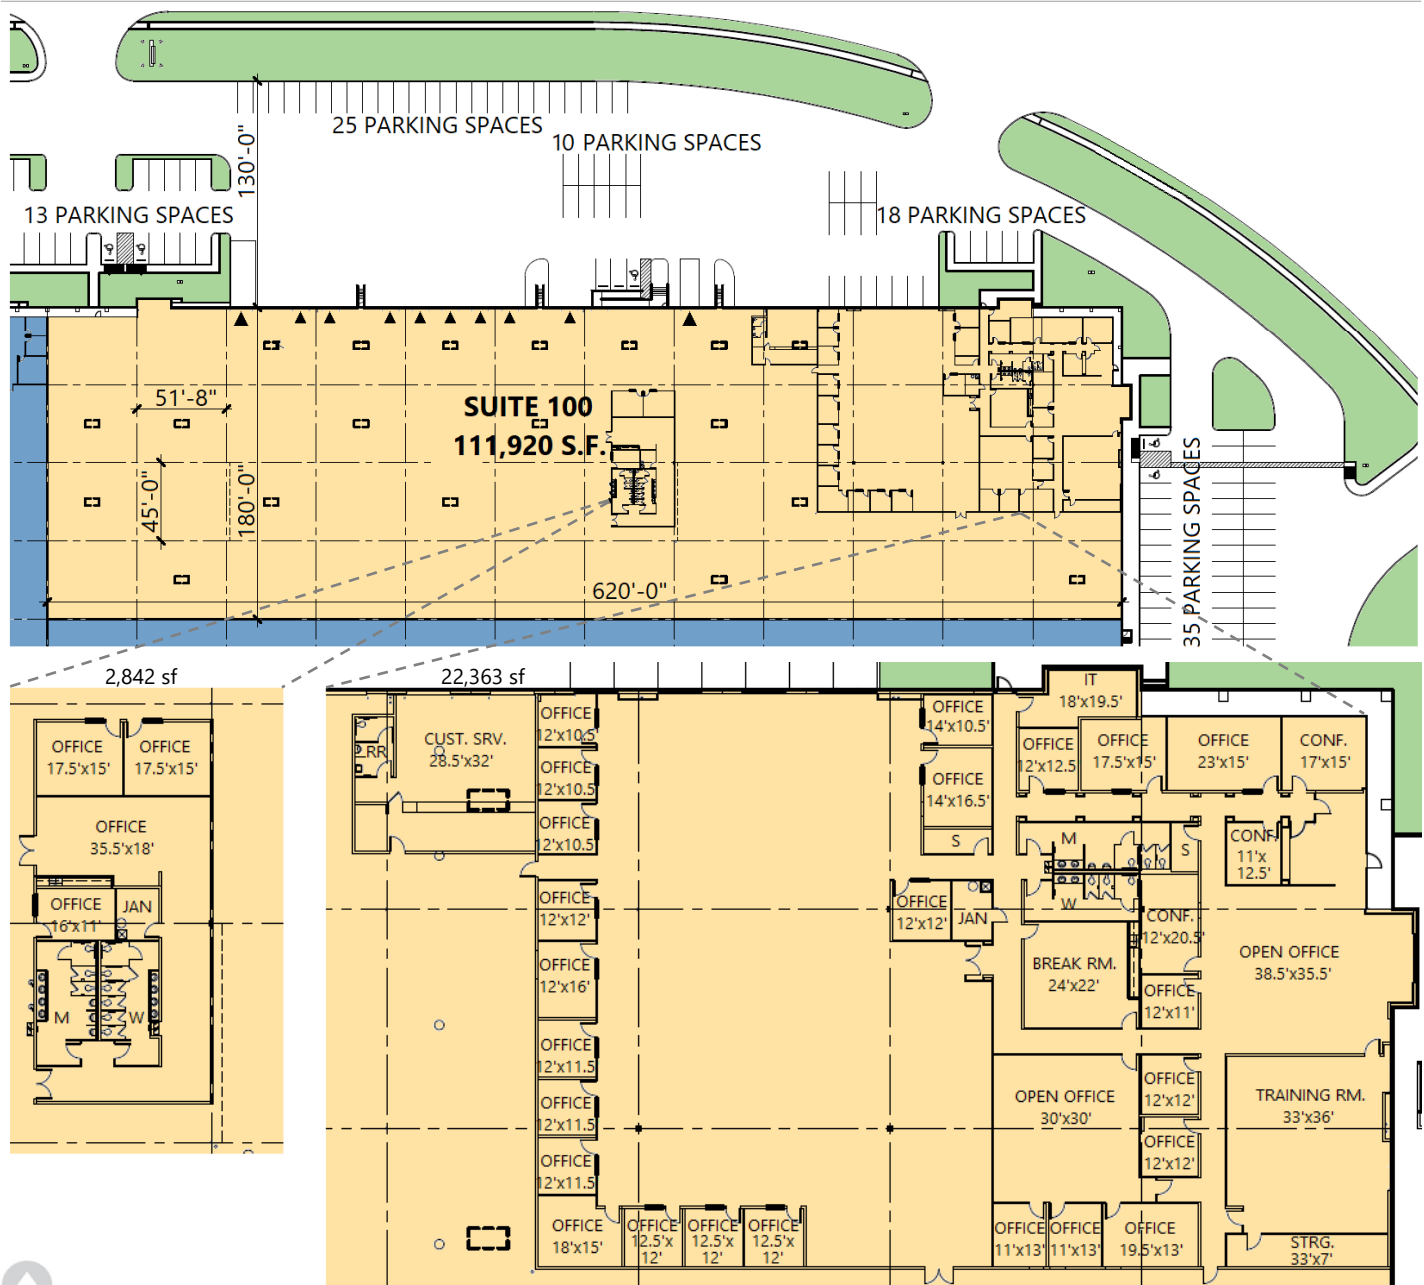 25 PARKING SPACES
10 PARKING SPACES
130'-0"
13 PARKING SPACES
18 PARKING SPACES
51'-8"
SUITE 100
111,920 S.F.
45'-0"
180'-0"
620'-0"
35 PARKING SPACES
2,842 sf
22,363 sf
OFFICE
17.5'x15'
OFFICE
17.5'x15'
OFFICE
35.5'x18'
OFFICE
16'x11'
JAN
M
W
RR
CUST. SRV.
28.5'x32'
OFFICE
12'x10.5'
OFFICE
12'x10.5'
OFFICE
12'x10.5'
OFFICE
12'x12'
OFFICE
12'x16'
OFFICE
12'x11.5
OFFICE
12'x11.5
OFFICE
12'x11.5
OFFICE
18'x15'
OFFICE
12.5'x
12'
OFFICE
12.5'x
12'
OFFICE
12.5'x
12'
OFFICE
14'x10.5'
OFFICE
14'x16.5'
S
OFFICE
12'x12'
JAN
IT
18'x19.5'
OFFICE
12'x12.5
OFFICE
17.5'x15'
OFFICE
23'x15'
CONF.
17'x15'
M
W
S
CONF.
11'x
12.5'
CONF.
12'x20.5'
BREAK RM.
24'x22'
OFFICE
12'x11'
OPEN OFFICE
38.5'x35.5'
OPEN OFFICE
30'x30'
OFFICE
12'x12'
OFFICE
12'x12'
TRAINING RM.
33'x36'
OFFICE
11'x13'
OFFICE
11'x13'
OFFICE
19.5'x13'
STRG.
33'x7'